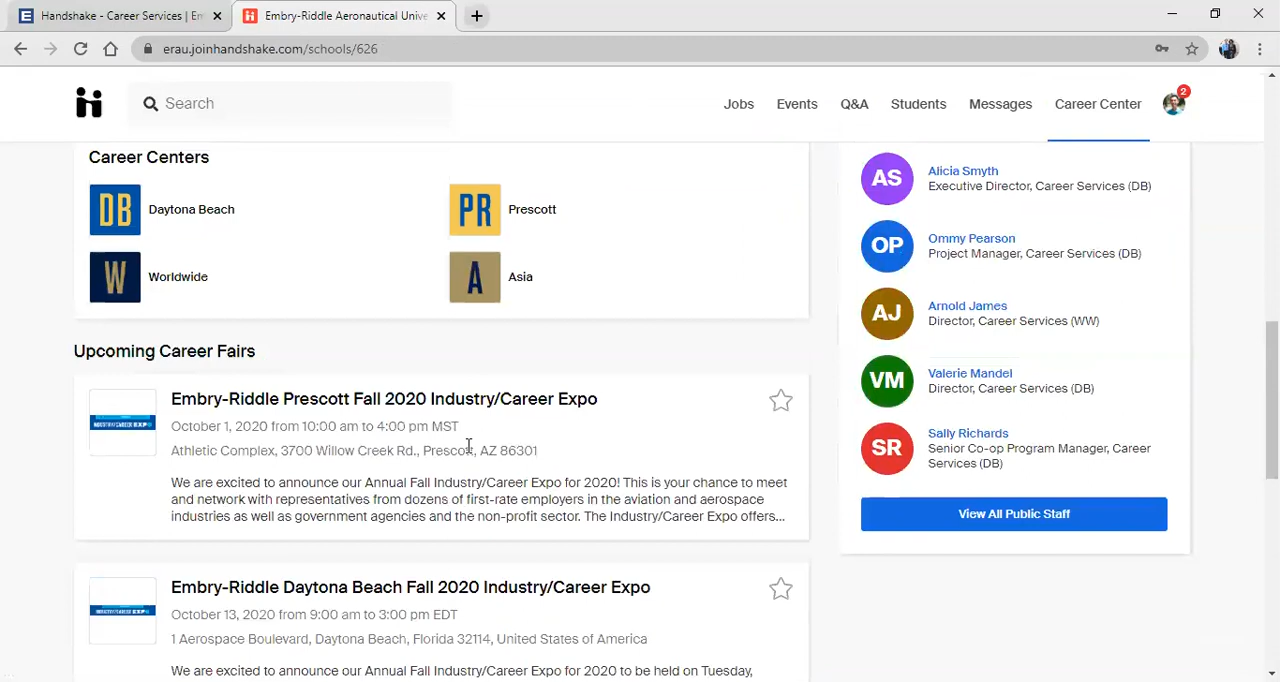 Handshake - Career Services | Em
Embry-Riddle Aeronautical Unive
erau.joinhandshake.com/schools/626
Search
Jobs
Events
Q&A
Students
Messages
Career Center
2
Career Centers
DB
Daytona Beach
PR
Prescott
W
Worldwide
A
Asia
Upcoming Career Fairs
INDUSTRY/CAREER EXPO
Embry-Riddle Prescott Fall 2020 Industry/Career Expo
October 1, 2020 from 10:00 am to 4:00 pm MST
Athletic Complex, 3700 Willow Creek Rd., Prescott, AZ 86301
We are excited to announce our Annual Fall Industry/Career Expo for 2020! This is your chance to meet
and network with representatives from dozens of first-rate employers in the aviation and aerospace
industries as well as government agencies and the non-profit sector. The Industry/Career Expo offers...
INDUSTRY/CAREER EXPO
Embry-Riddle Daytona Beach Fall 2020 Industry/Career Expo
October 13, 2020 from 9:00 am to 3:00 pm EDT
1 Aerospace Boulevard, Daytona Beach, Florida 32114, United States of America
We are excited to announce our Annual Fall Industry/Career Expo for 2020 to be held on Tuesday,
AS
Alicia Smyth
Executive Director, Career Services (DB)
OP
Ommy Pearson
Project Manager, Career Services (DB)
AJ
Arnold James
Director, Career Services (WW)
VM
Valerie Mandel
Director, Career Services (DB)
SR
Sally Richards
Senior Co-op Program Manager, Career
Services (DB)
View All Public Staff